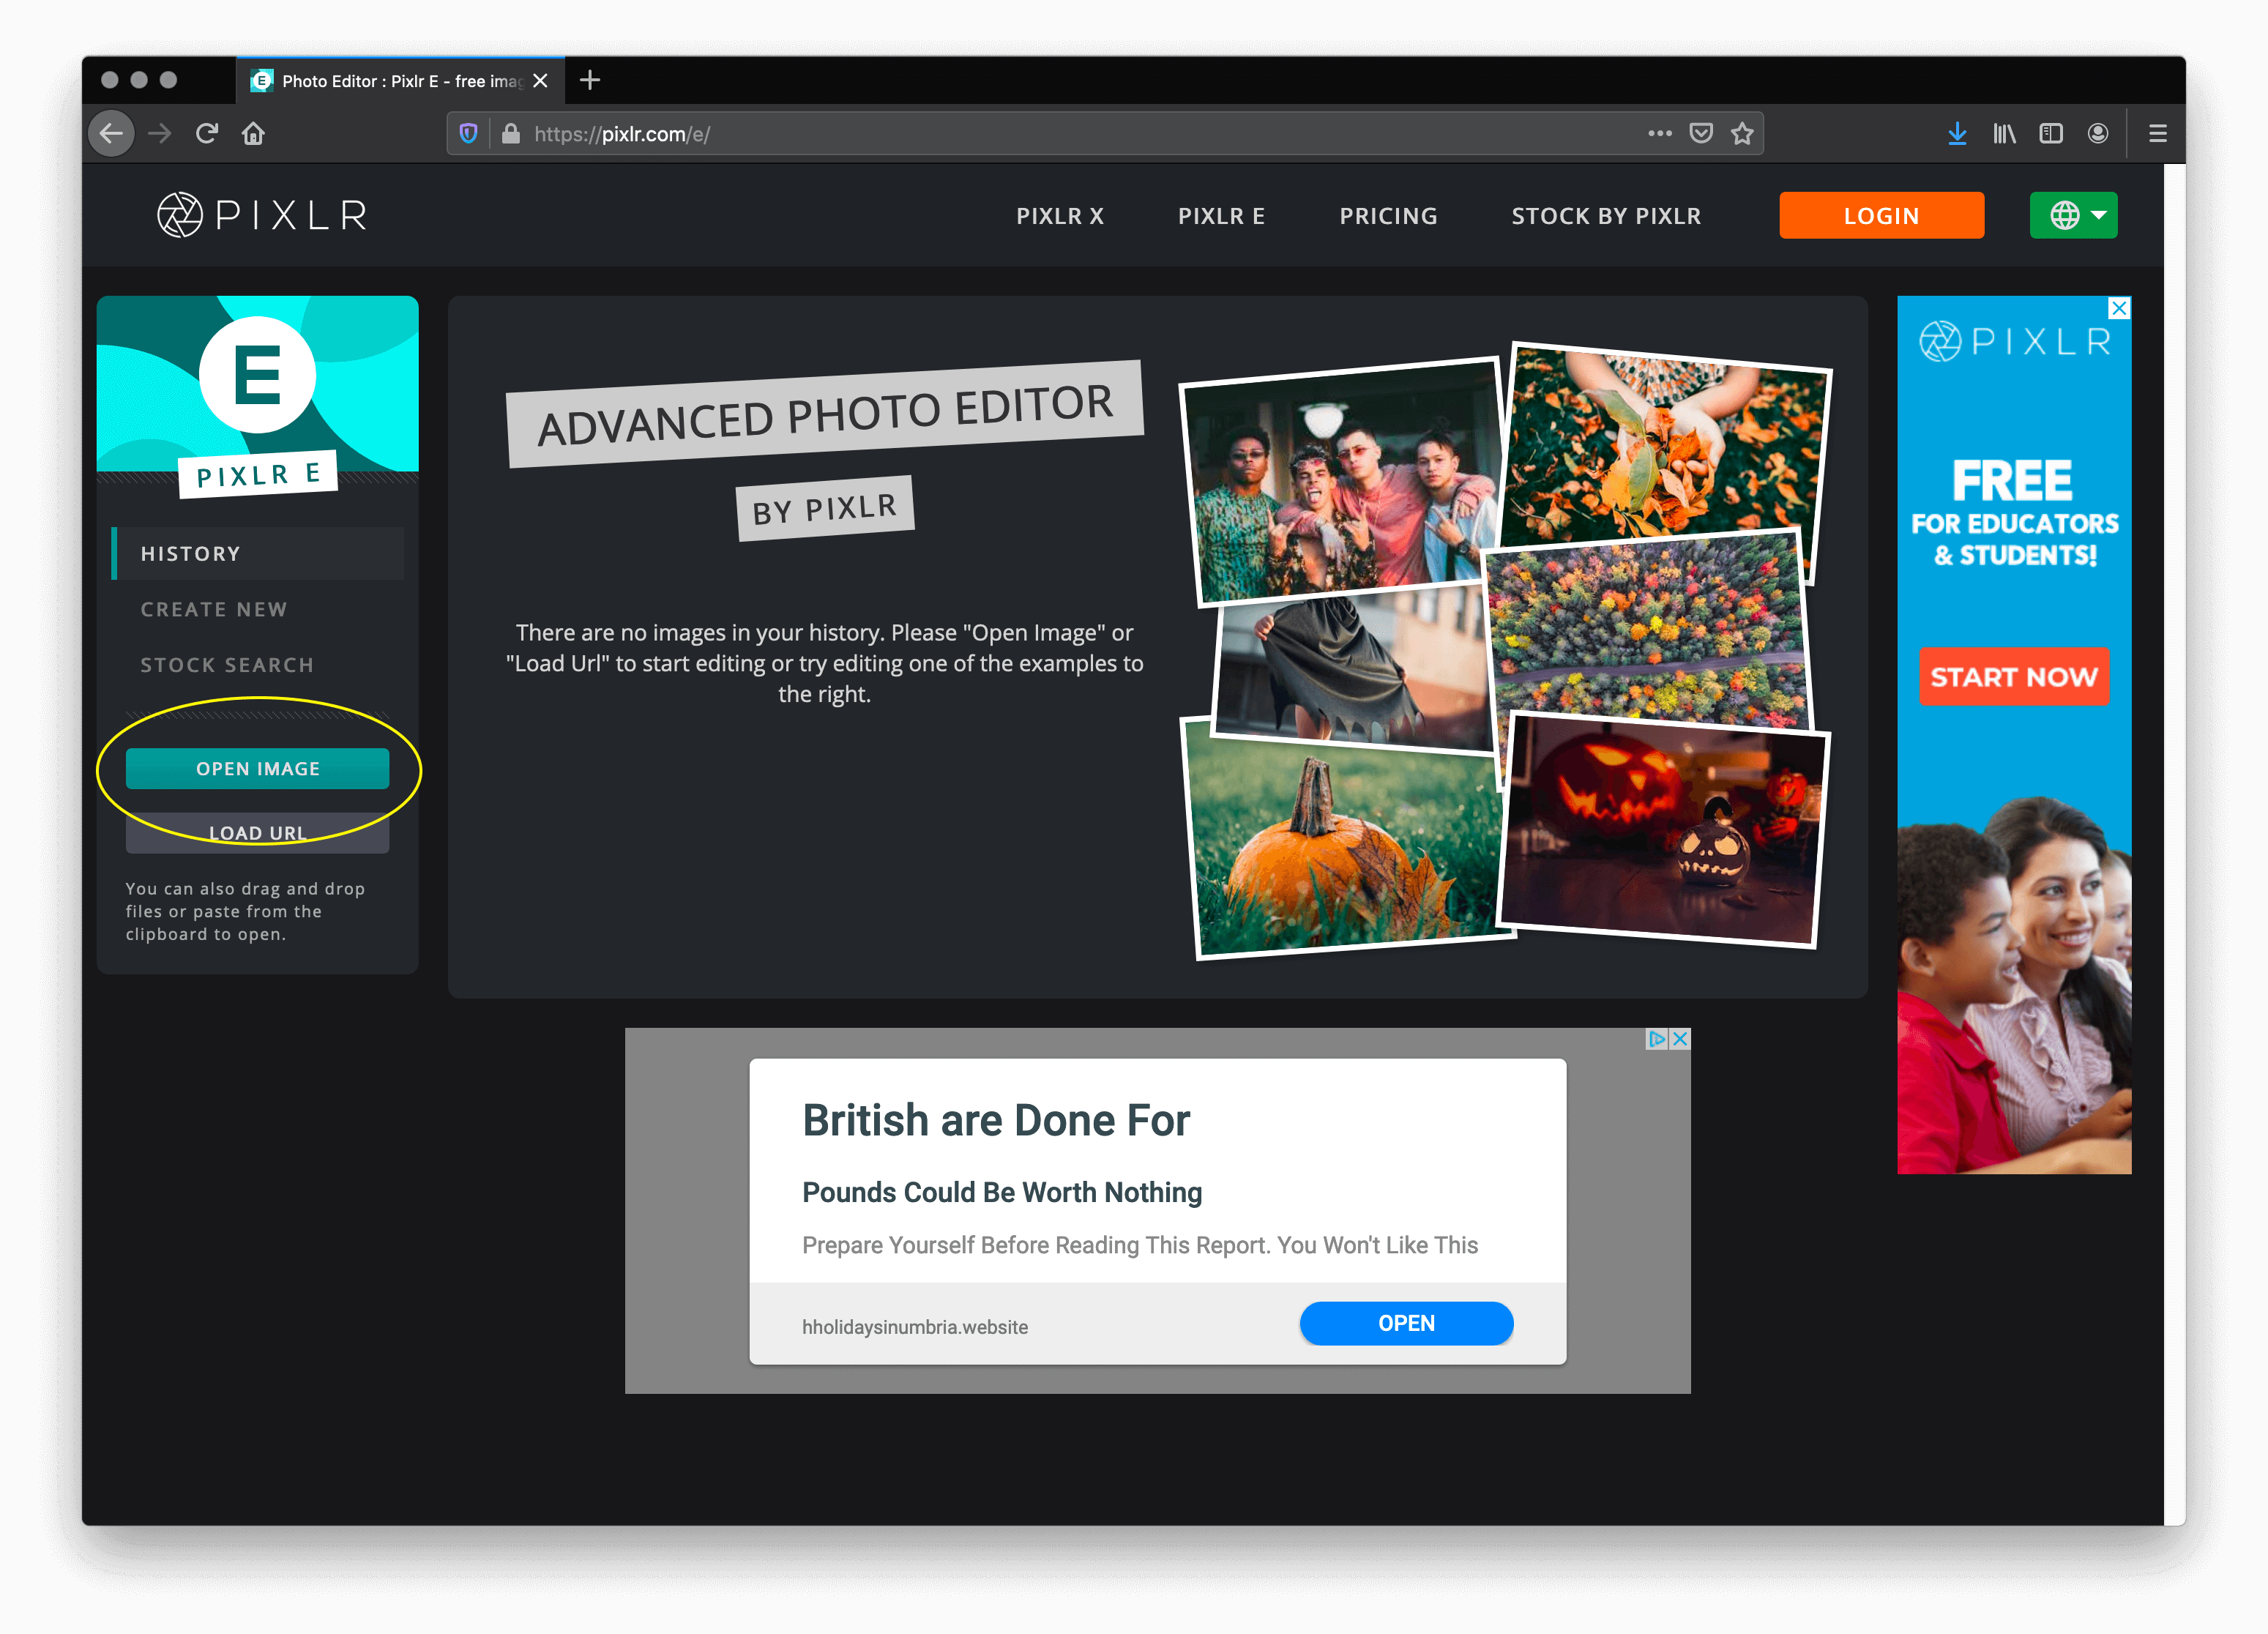 Photo Editor : Pixlr E - free imag
https://pixlr.com/e/
PIXLR
PIXLR X
PIXLR E
PRICING
STOCK BY PIXLR
LOGIN
E
PIXLR E
HISTORY
CREATE NEW
STOCK SEARCH
OPEN IMAGE
LOAD URL
You can also drag and drop
files or paste from the
clipboard to open.
ADVANCED PHOTO EDITOR
BY PIXLR
There are no images in your history. Please "Open Image" or
"Load Url" to start editing or try editing one of the examples to
the right.
PIXLR
FREE
FOR EDUCATORS
& STUDENTS!
START NOW
British are Done For
Pounds Could Be Worth Nothing
Prepare Yourself Before Reading This Report. You Won't Like This
hholidaysinumbria.website
OPEN